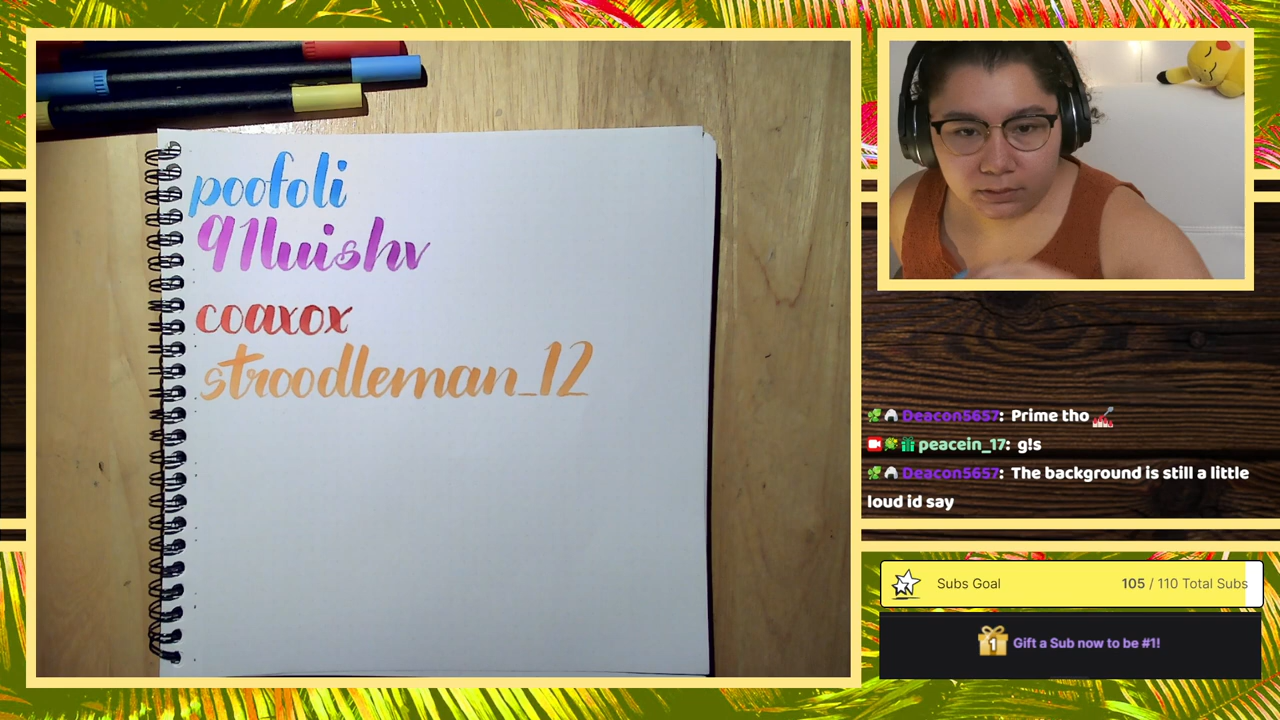 poofoli
91luishv
coaxox
stroodleman_12
Deacon5657: Prime tho
peacein_17: g!s
Deacon5657: The background is still a little
loud id say
Subs Goal
105 / 110 Total Subs
1
Gift a Sub now to be #1!